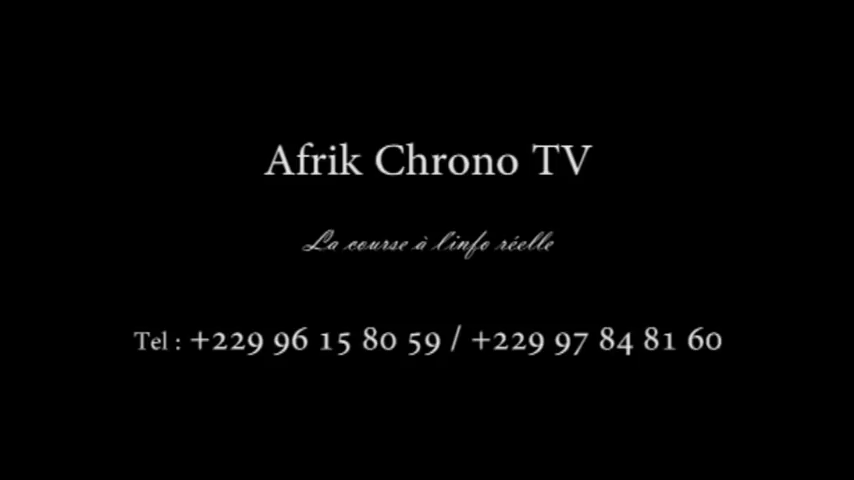 Afrik Chrono TV
La course à l'info réelle
Tel : +229 96 15 80 59 / +229 97 84 81 60